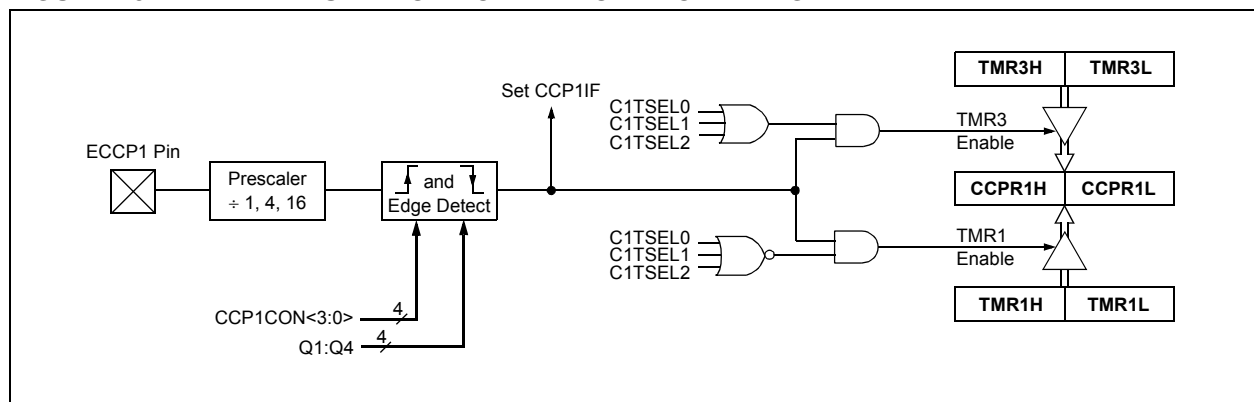 TMR3H TMR3L
Set CCP1IF
C1TSEL0
C1TSEL1
C1TSEL2
TMR3
Enable
ECCP1 Pin
Prescaler
÷ 1, 4, 16
and
Edge Detect
CCPR1H CCPR1L
C1TSEL0
C1TSEL1
C1TSEL2
TMR1
Enable
TMR1H TMR1L
CCP1CON<3:0>
4
Q1:Q4
4